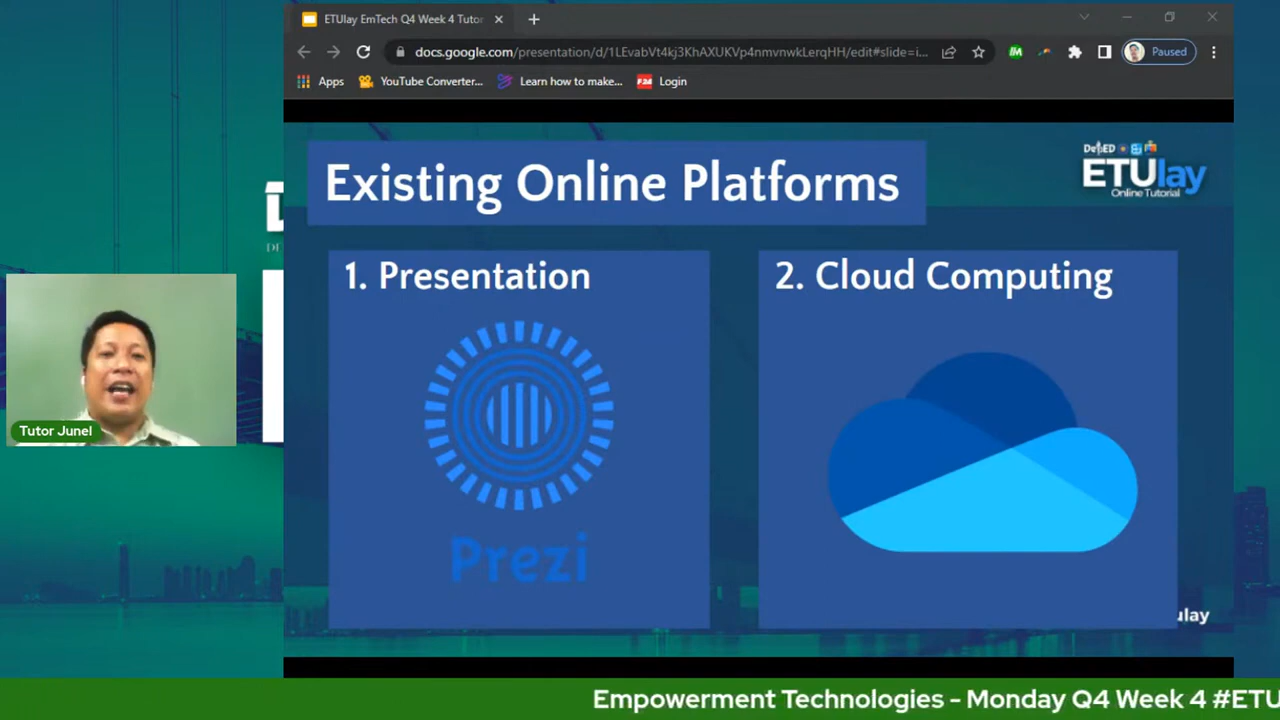 ETUlay EmTech Q4 Week 4 Tutor
docs.google.com/presentation/d/1LEvabVt4kj3KhAXUKVp4nmvnwkLerqHH/edit#slide=i...
Paused
Apps
YouTube Converter...
Learn how to make...
Login
Existing Online Platforms
DepED
ETUlay
Online Tutorial
1. Presentation
2. Cloud Computing
Prezi
ulay
Tutor Junel
Empowerment Technologies - Monday Q4 Week 4 #ETU